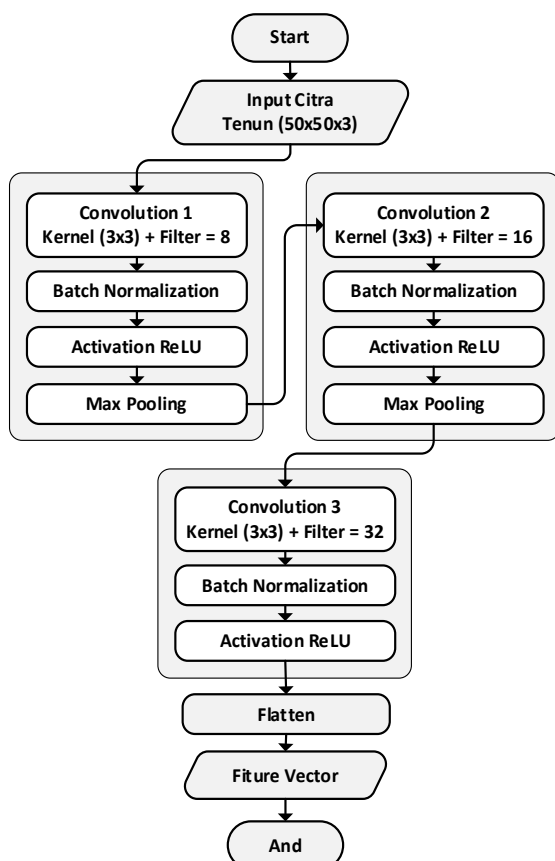 Start
Input Citra
Tenun (50x50x3)
Convolution 1
Kernel (3x3) + Filter = 8
Batch Normalization
Activation ReLU
Max Pooling
Convolution 2
Kernel (3x3) + Filter = 16
Batch Normalization
Activation ReLU
Max Pooling
Convolution 3
Kernel (3x3) + Filter = 32
Batch Normalization
Activation ReLU
Flatten
Fiture Vector
And